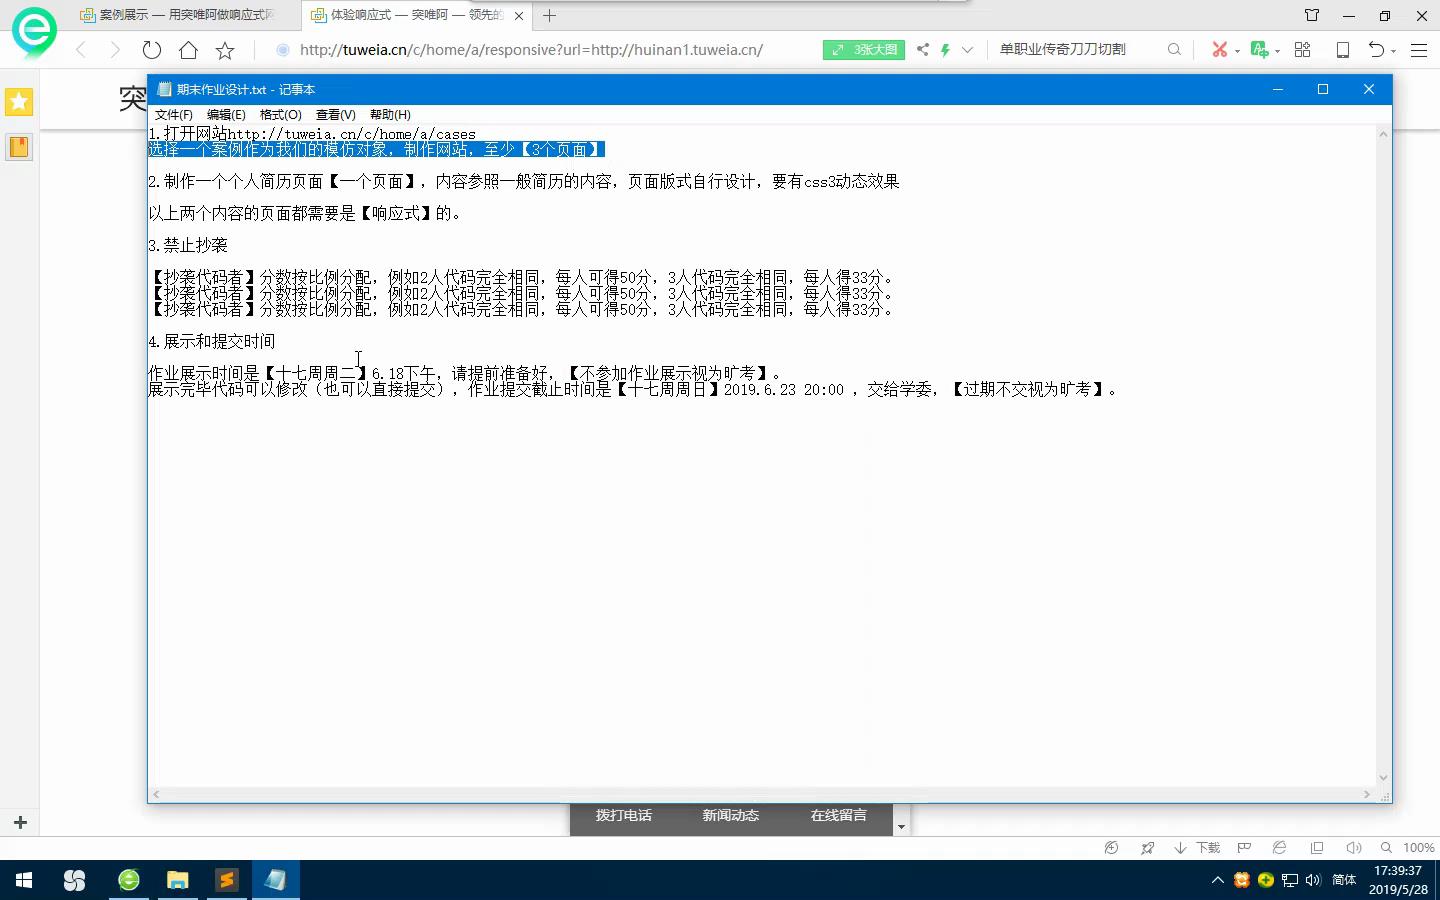 案例展示 — 用突唯阿做响应式网
体验响应式 — 突唯阿 — 领先的
http://tuweia.cn/c/home/a/responsive?url=http://huinan1.tuweia.cn/
3张大图
单职业传奇刀刀切割
突
期末作业设计.txt - 记事本
文件(F) 编辑(E) 格式(O) 查看(V) 帮助(H)
1.打开网站http://tuweia.cn/c/home/a/cases
选择一个案例作为我们的模仿对象，制作网站，至少【3个页面】
2.制作一个个人简历页面【一个页面】，内容参照一般简历的内容，页面版式自行设计，要有css3动态效果
以上两个内容的页面都需要是【响应式】的。
3.禁止抄袭
【抄袭代码者】分数按比例分配，例如2人代码完全相同，每人可得50分，3人代码完全相同，每人得33分。
【抄袭代码者】分数按比例分配，例如2人代码完全相同，每人可得50分，3人代码完全相同，每人得33分。
【抄袭代码者】分数按比例分配，例如2人代码完全相同，每人可得50分，3人代码完全相同，每人得33分。
4.展示和提交时间
作业展示时间是【十七周周二】6.18下午，请提前准备好，【不参加作业展示视为旷考】。
展示完毕代码可以修改（也可以直接提交），作业提交截止时间是【十七周周日】2019.6.23 20:00 ，交给学委，【过期不交视为旷考】。
拨打电话 新闻动态 在线留言
下载 100%
简体
17:39:37
2019/5/28